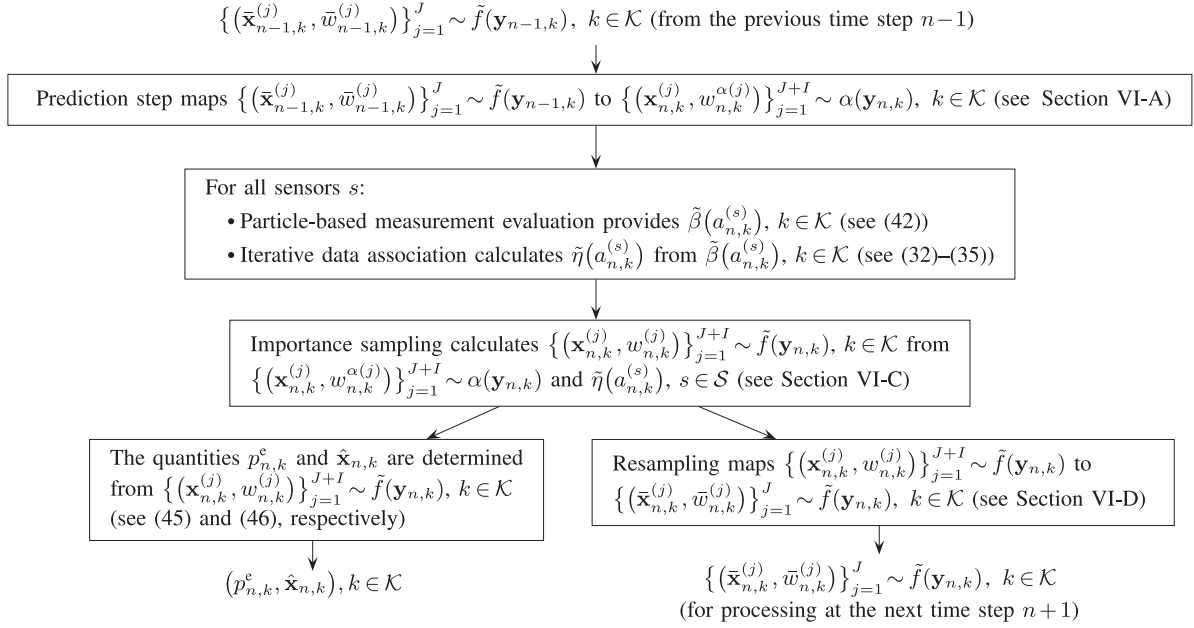 {(x̄_{n−1,k}^{(j)}, w̄_{n−1,k}^{(j)})}_{j=1}^{J} ∼ f̃(y_{n−1,k}), k∈𝒦 (from the previous time step n−1)
Prediction step maps {(x̄_{n−1,k}^{(j)}, w̄_{n−1,k}^{(j)})}_{j=1}^{J} ∼ f̃(y_{n−1,k}) to {(x_{n,k}^{(j)}, w_{n,k}^{α(j)})}_{j=1}^{J+I} ∼ α(y_{n,k}), k∈𝒦 (see Section VI-A)
For all sensors s:
• Particle-based measurement evaluation provides β̃(a_{n,k}^{(s)}), k∈𝒦 (see (42))
• Iterative data association calculates η̃(a_{n,k}^{(s)}) from β̃(a_{n,k}^{(s)}), k∈𝒦 (see (32)–(35))
Importance sampling calculates {(x_{n,k}^{(j)}, w_{n,k}^{(j)})}_{j=1}^{J+I} ∼ f̃(y_{n,k}), k∈𝒦 from
{(x_{n,k}^{(j)}, w_{n,k}^{α(j)})}_{j=1}^{J+I} ∼ α(y_{n,k}) and η̃(a_{n,k}^{(s)}), s∈𝒮 (see Section VI-C)
The quantities p_{n,k}^{e} and x̂_{n,k} are determined
from {(x_{n,k}^{(j)}, w_{n,k}^{(j)})}_{j=1}^{J+I} ∼ f̃(y_{n,k}), k∈𝒦
(see (45) and (46), respectively)
(p_{n,k}^{e}, x̂_{n,k}), k∈𝒦
Resampling maps {(x_{n,k}^{(j)}, w_{n,k}^{(j)})}_{j=1}^{J+I} ∼ f̃(y_{n,k}) to
{(x̄_{n,k}^{(j)}, w̄_{n,k}^{(j)})}_{j=1}^{J} ∼ f̃(y_{n,k}), k∈𝒦 (see Section VI-D)
{(x̄_{n,k}^{(j)}, w̄_{n,k}^{(j)})}_{j=1}^{J} ∼ f̃(y_{n,k}), k∈𝒦
(for processing at the next time step n+1)